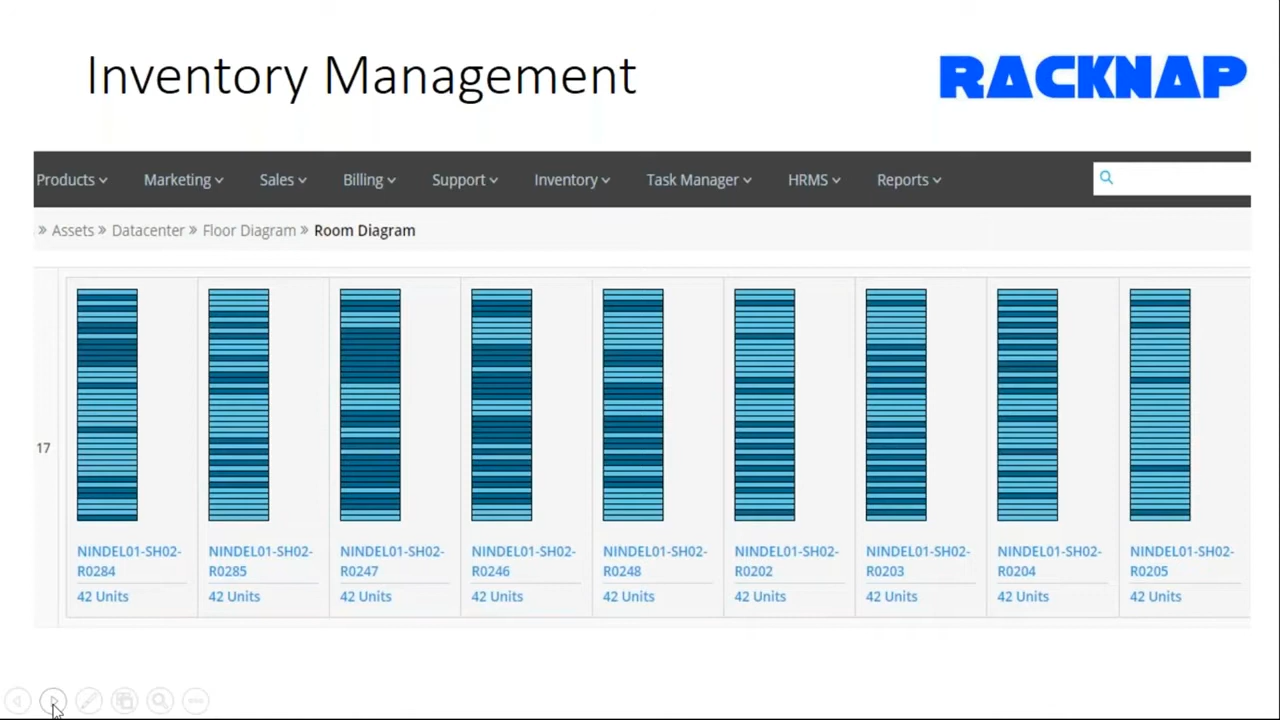 Inventory Management
RACKNAP
Products Marketing Sales Billing Support Inventory Task Manager HRMS Reports
» Assets » Datacenter » Floor Diagram » Room Diagram
17
NINDEL01-SH02-R0284
42 Units
NINDEL01-SH02-R0285
42 Units
NINDEL01-SH02-R0247
42 Units
NINDEL01-SH02-R0246
42 Units
NINDEL01-SH02-R0248
42 Units
NINDEL01-SH02-R0202
42 Units
NINDEL01-SH02-R0203
42 Units
NINDEL01-SH02-R0204
42 Units
NINDEL01-SH02-R0205
42 Units